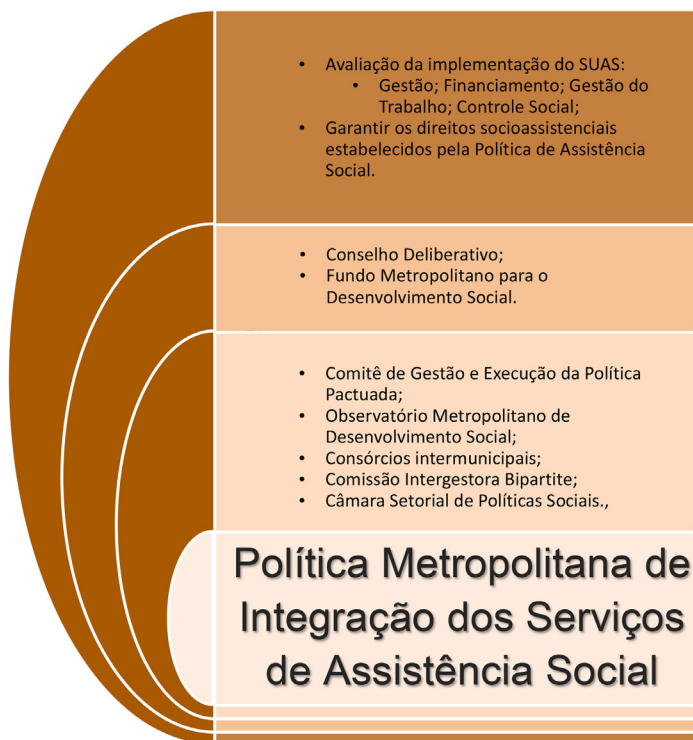 • Avaliação da implementação do SUAS:
• Gestão; Financiamento; Gestão do
Trabalho; Controle Social;
• Garantir os direitos socioassistenciais
estabelecidos pela Política de Assistência
Social.
• Conselho Deliberativo;
• Fundo Metropolitano para o
Desenvolvimento Social.
• Comitê de Gestão e Execução da Política
Pactuada;
• Observatório Metropolitano de
Desenvolvimento Social;
• Consórcios intermunicipais;
• Comissão Intergestora Bipartite;
• Câmara Setorial de Políticas Sociais.,
Política Metropolitana de
Integração dos Serviços
de Assistência Social